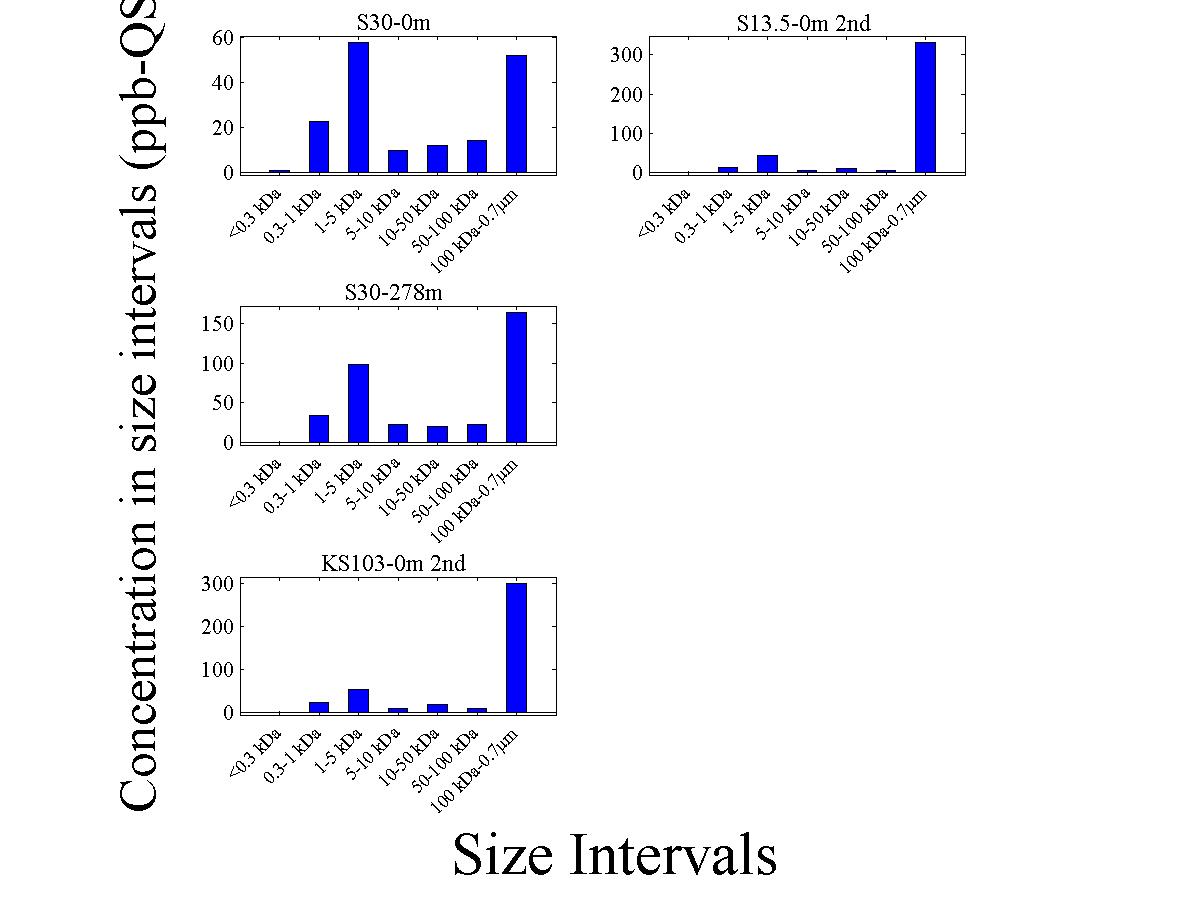 Concentration in size intervals (ppb-QS
S30-0m
60
40
20
0
<0.3 kDa
0.3-1 kDa
1-5 kDa
5-10 kDa
10-50 kDa
50-100 kDa
100 kDa-0.7µm
S13.5-0m 2nd
300
200
100
0
<0.3 kDa
0.3-1 kDa
1-5 kDa
5-10 kDa
10-50 kDa
50-100 kDa
100 kDa-0.7µm
S30-278m
150
100
50
0
<0.3 kDa
0.3-1 kDa
1-5 kDa
5-10 kDa
10-50 kDa
50-100 kDa
100 kDa-0.7µm
KS103-0m 2nd
300
200
100
0
<0.3 kDa
0.3-1 kDa
1-5 kDa
5-10 kDa
10-50 kDa
50-100 kDa
100 kDa-0.7µm
Size Intervals